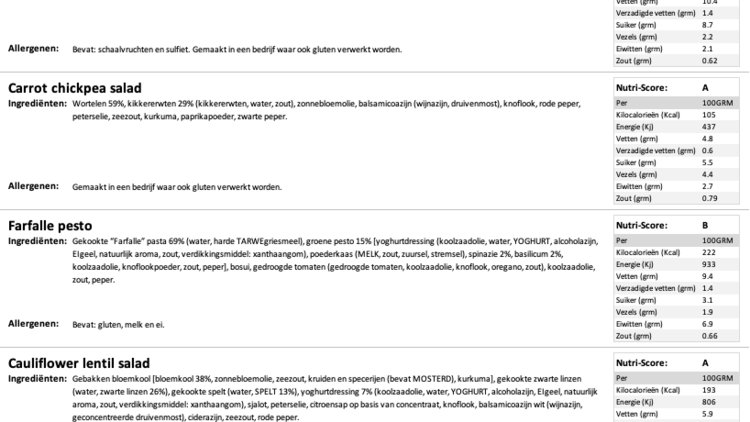 Vetten (grm) 10.4
Verzadigde vetten (grm) 1.4
Suiker (grm) 8.7
Vezels (grm) 2.2
Allergenen: Bevat: schaalvruchten en sulfiet. Gemaakt in een bedrijf waar ook gluten verwerkt worden.
Eiwitten (grm) 2.1
Zout (grm) 0.62
Carrot chickpea salad
Ingrediënten: Wortelen 59%, kikkererwten 29% (kikkererwten, water, zout), zonnebloemolie, balsamicoazijn (wijnazijn, druivenmost), knoflook, rode peper,
peterselie, zeezout, kurkuma, paprikapoeder, zwarte peper.
Allergenen: Gemaakt in een bedrijf waar ook gluten verwerkt worden.
Nutri-Score: A
Per 100GRM
Kilocalorieën (Kcal) 105
Energie (Kj) 437
Vetten (grm) 4.8
Verzadigde vetten (grm) 0.6
Suiker (grm) 5.5
Vezels (grm) 4.4
Eiwitten (grm) 2.7
Zout (grm) 0.79
Farfalle pesto
Ingrediënten: Gekookte "Farfalle" pasta 69% (water, harde TARWEgriesmeel), groene pesto 15% [yoghurtdressing (koolzaadolie, water, YOGHURT, alcoholazijn,
EIgeel, natuurlijk aroma, zout, verdikkingsmiddel: xanthaangom), poederkaas (MELK, zout, zuursel, stremsel), spinazie 2%, basilicum 2%,
koolzaadolie, knoflookpoeder, zout, peper], bosui, gedroogde tomaten (gedroogde tomaten, koolzaadolie, knoflook, oregano, zout), koolzaadolie,
zout, peper.
Allergenen: Bevat: gluten, melk en ei.
Nutri-Score: B
Per 100GRM
Kilocalorieën (Kcal) 222
Energie (Kj) 933
Vetten (grm) 9.4
Verzadigde vetten (grm) 1.4
Suiker (grm) 3.1
Vezels (grm) 1.9
Eiwitten (grm) 6.9
Zout (grm) 0.66
Cauliflower lentil salad
Ingrediënten: Gebakken bloemkool [bloemkool 38%, zonnebloemolie, zeezout, kruiden en specerijen (bevat MOSTERD), kurkuma], gekookte zwarte linzen
(water, zwarte linzen 26%), gekookte spelt (water, SPELT 13%), yoghurtdressing 7% (koolzaadolie, water, YOGHURT, alcoholazijn, EIgeel, natuurlijk
aroma, zout, verdikkingsmiddel: xanthaangom), sjalot, peterselie, citroensap op basis van concentraat, knoflook, balsamicoazijn wit (wijnazijn,
geconcentreerde druivenmost), ciderazijn, zeezout, rode peper.
Nutri-Score: A
Per 100GRM
Kilocalorieën (Kcal) 193
Energie (Kj) 806
Vetten (grm) 5.9